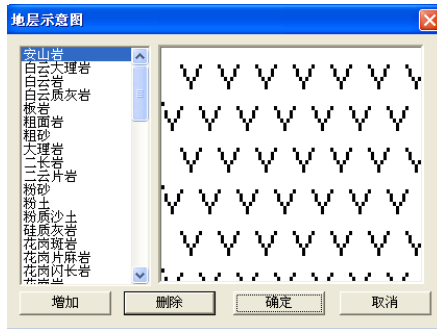 地层示意图
安山岩
白云大理岩
白云岩
白云质灰岩
板岩
粗面岩
粗砂
大理岩
二长岩
二云片岩
粉砂
粉土
粉质沙土
硅质灰岩
花岗斑岩
花岗片麻岩
花岗闪长岩
增加
删除
确定
取消